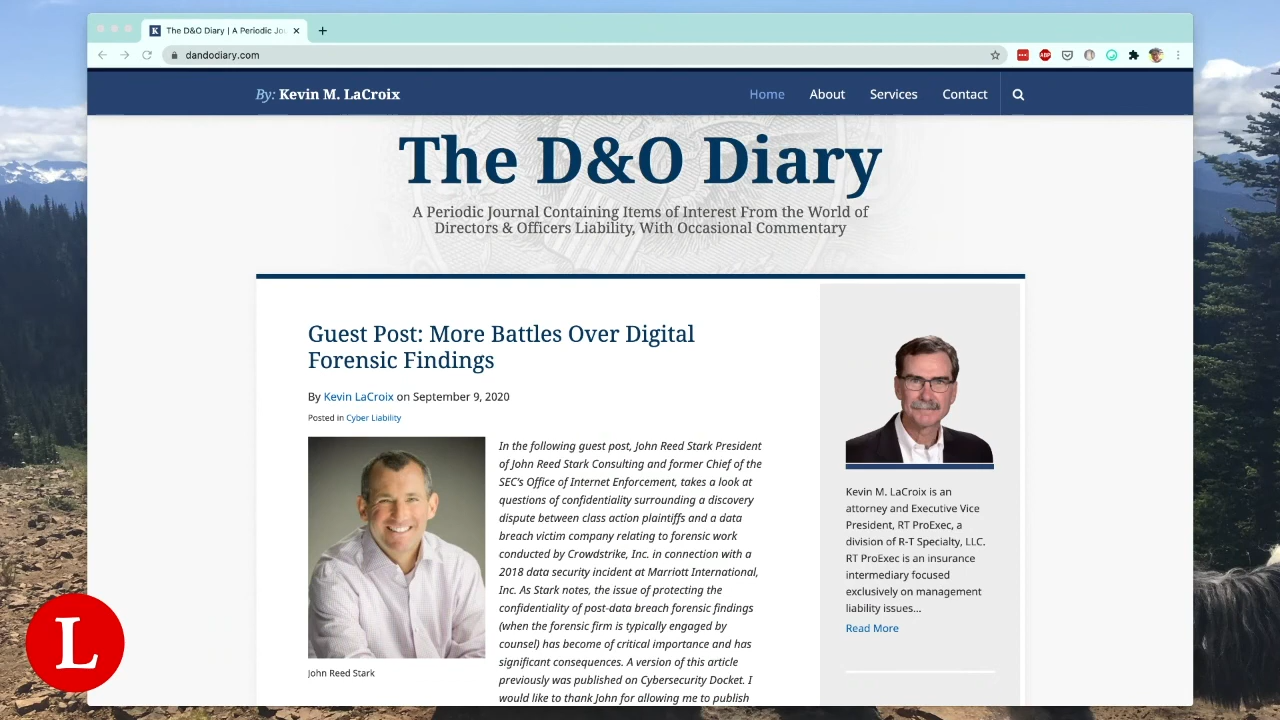 K The D&O Diary | A Periodic Jou
dandodiary.com
ABP
By: Kevin M. LaCroix
Home About Services Contact
The D&O Diary
A Periodic Journal Containing Items of Interest From the World of
Directors & Officers Liability, With Occasional Commentary
Guest Post: More Battles Over Digital
Forensic Findings
By Kevin LaCroix on September 9, 2020
Posted in Cyber Liability
In the following guest post, John Reed Stark President
of John Reed Stark Consulting and former Chief of the
SEC's Office of Internet Enforcement, takes a look at
questions of confidentiality surrounding a discovery
dispute between class action plaintiffs and a data
breach victim company relating to forensic work
conducted by Crowdstrike, Inc. in connection with a
2018 data security incident at Marriott International,
Inc. As Stark notes, the issue of protecting the
confidentiality of post-data breach forensic findings
(when the forensic firm is typically engaged by
counsel) has become of critical importance and has
significant consequences. A version of this article
previously was published on Cybersecurity Docket. I
would like to thank John for allowing me to publish
John Reed Stark
Kevin M. LaCroix is an
attorney and Executive Vice
President, RT ProExec, a
division of R-T Specialty, LLC.
RT ProExec is an insurance
intermediary focused
exclusively on management
liability issues...
Read More
L